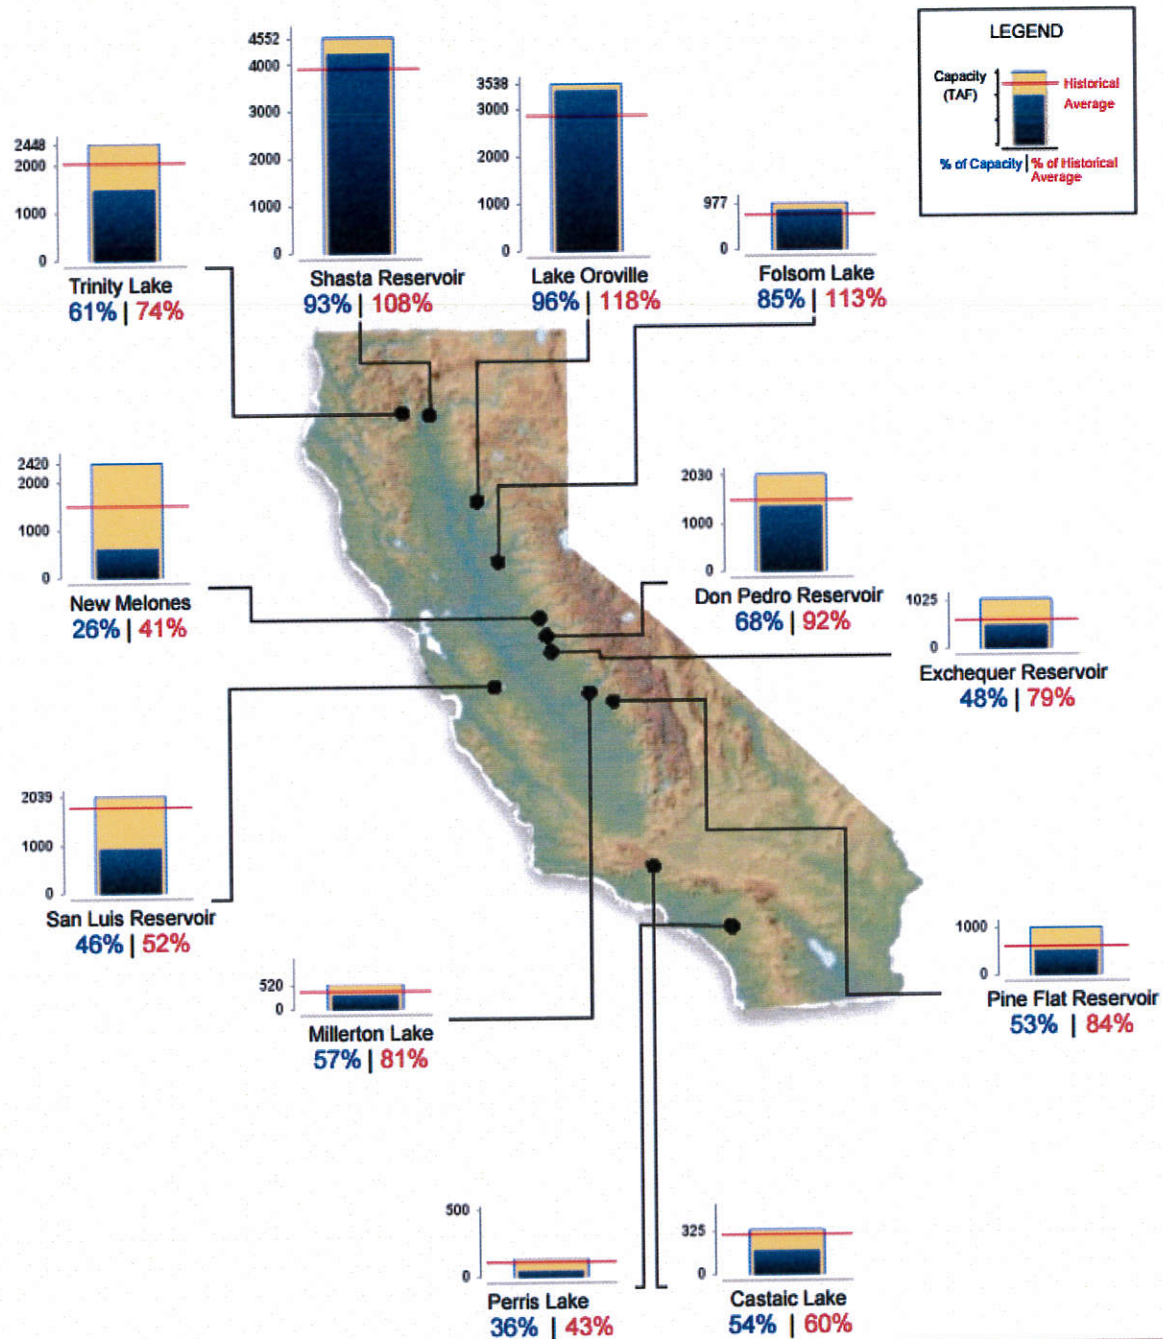 LEGEND
Capacity
(TAF)
Historical
Average
% of Capacity | % of Historical
Average
4552
4000
3000
2000
1000
0
Shasta Reservoir
93% | 108%
3538
3000
2000
1000
0
Lake Oroville
96% | 118%
2448
2000
1000
0
Trinity Lake
61% | 74%
977
0
Folsom Lake
85% | 113%
2420
2000
1000
0
New Melones
26% | 41%
2030
1000
0
Don Pedro Reservoir
68% | 92%
1025
0
Exchequer Reservoir
48% | 79%
2039
1000
0
San Luis Reservoir
46% | 52%
520
0
Millerton Lake
57% | 81%
1000
0
Pine Flat Reservoir
53% | 84%
500
0
Perris Lake
36% | 43%
325
0
Castaic Lake
54% | 60%